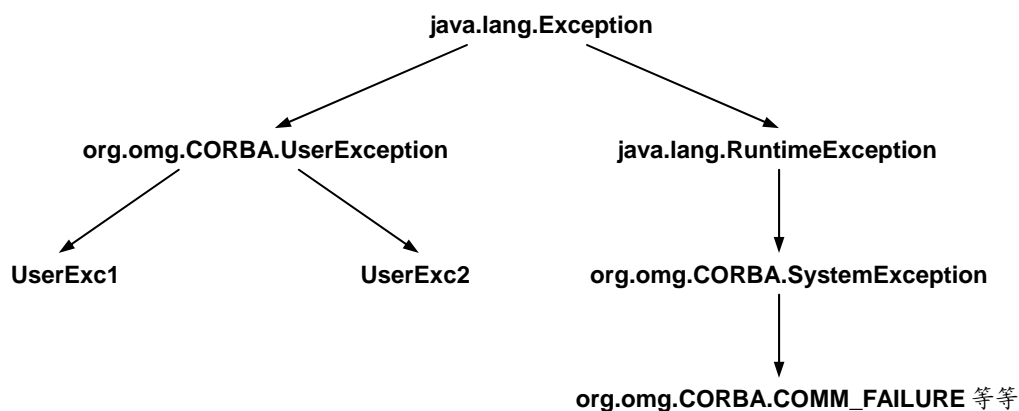 java.lang.Exception
org.omg.CORBA.UserException
java.lang.RuntimeException
UserExc1
UserExc2
org.omg.CORBA.SystemException
org.omg.CORBA.COMM_FAILURE 等等